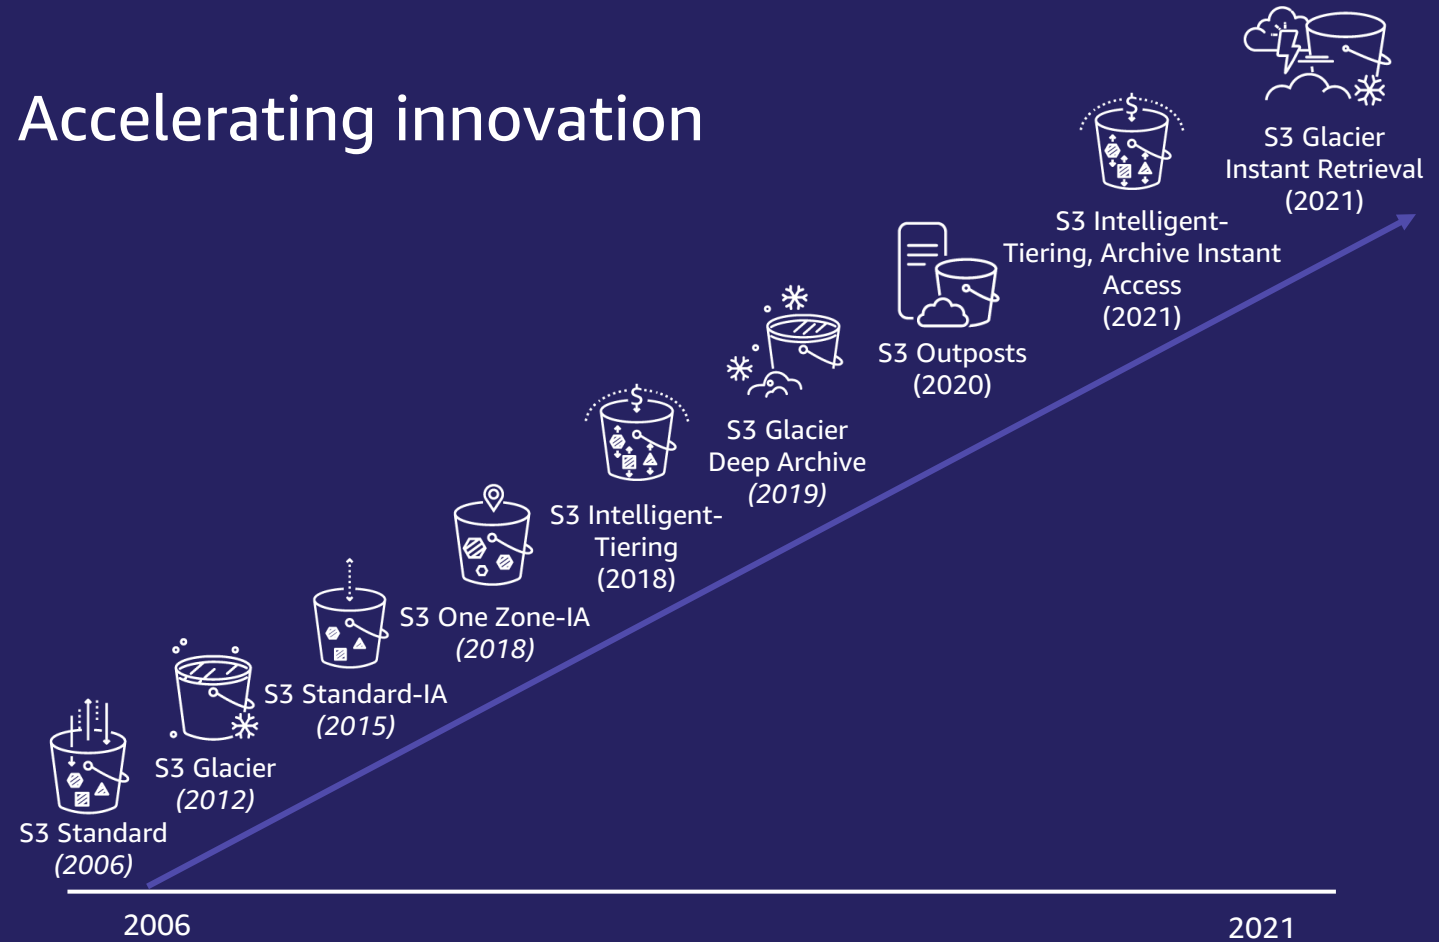 Accelerating innovation
S3 Standard
(2006)
S3 Glacier
(2012)
S3 Standard-IA
(2015)
S3 One Zone-IA
(2018)
S3 Intelligent-
Tiering
(2018)
S3 Glacier
Deep Archive
(2019)
S3 Outposts
(2020)
S3 Intelligent-
Tiering, Archive Instant
Access
(2021)
S3 Glacier
Instant Retrieval
(2021)
$
$
2006
2021